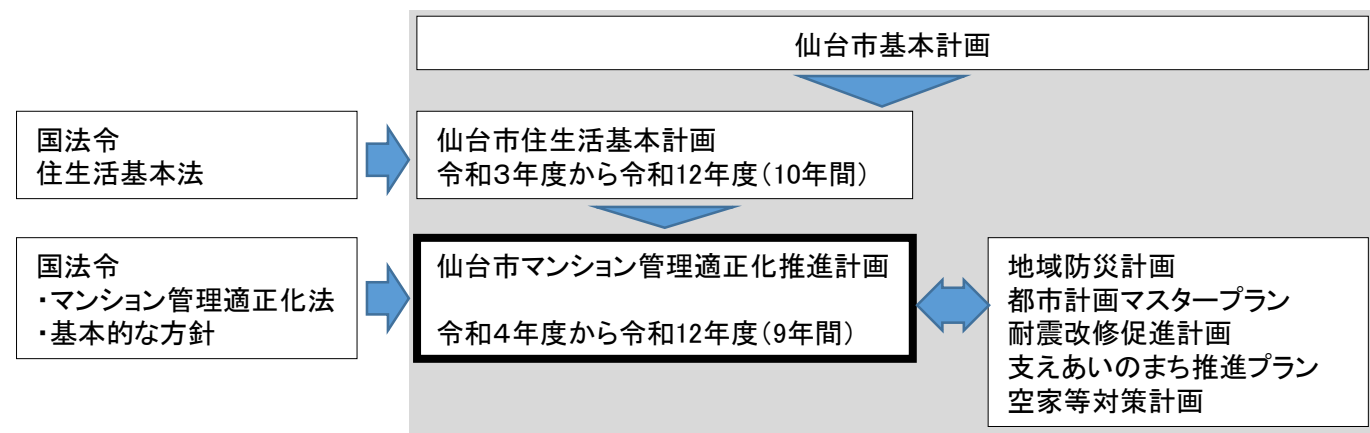 仙台市基本計画
国法令
住生活基本法
仙台市住生活基本計画
令和3年度から令和12年度(10年間)
国法令
・マンション管理適正化法
・基本的な方針
仙台市マンション管理適正化推進計画
令和4年度から令和12年度(9年間)
地域防災計画
都市計画マスタープラン
耐震改修促進計画
支えあいのまち推進プラン
空家等対策計画